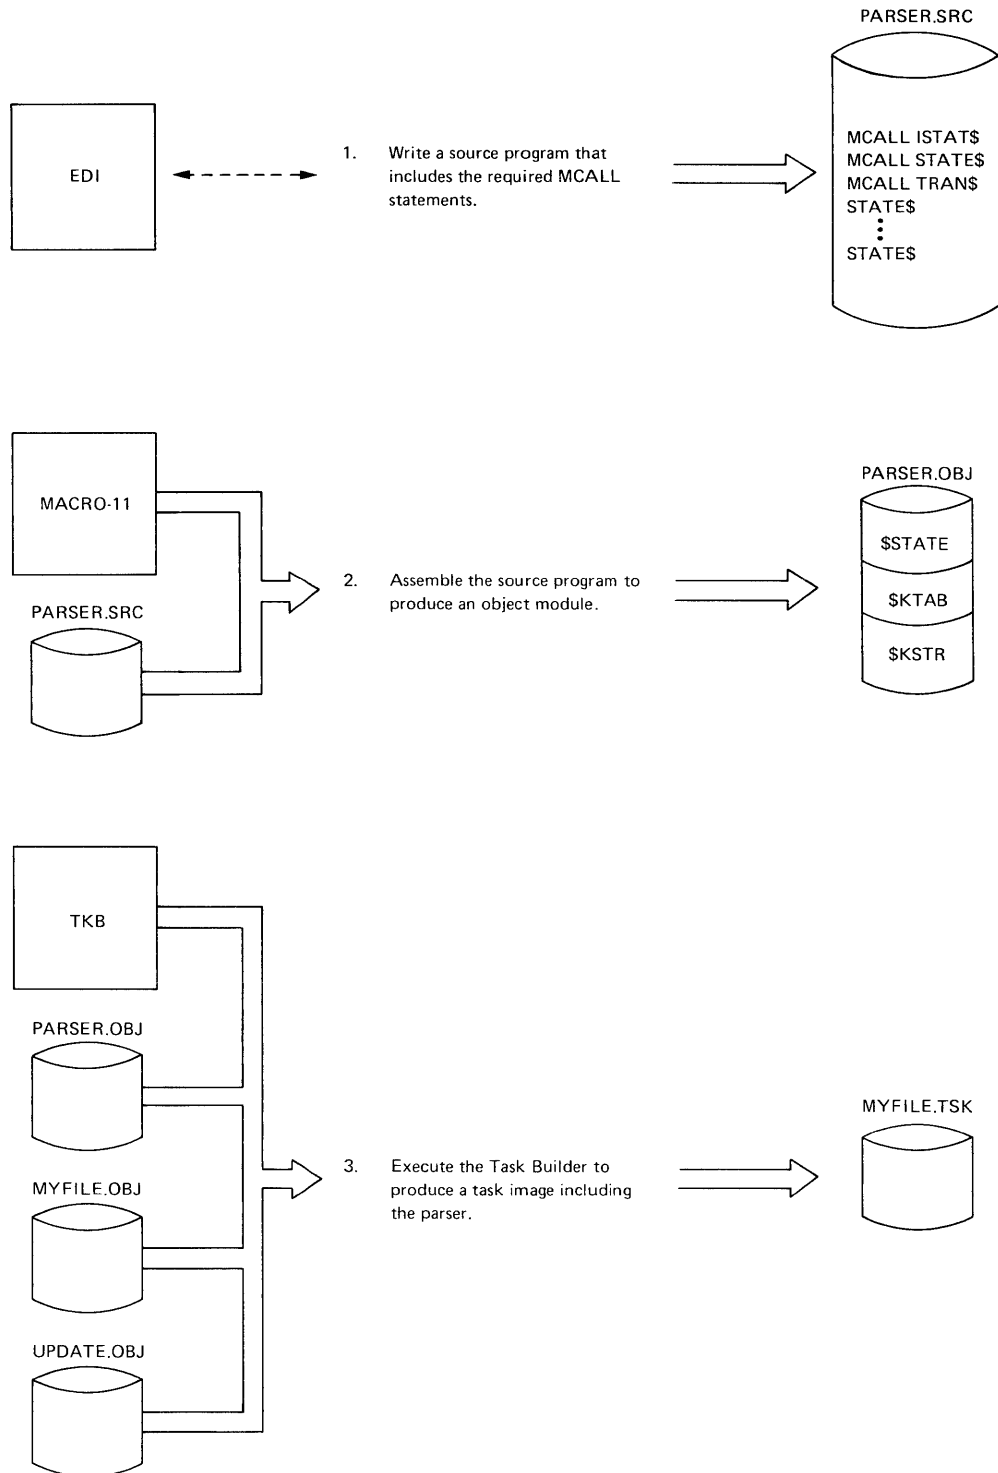 PARSER.SRC
EDI
1. Write a source program that
includes the required MCALL
statements.
MCALL ISTAT$
MCALL STATE$
MCALL TRAN$
STATE$
STATE$
MACRO-11
PARSER.SRC
2. Assemble the source program to
produce an object module.
PARSER.OBJ
$STATE
$KTAB
$KSTR
TKB
PARSER.OBJ
MYFILE.OBJ
UPDATE.OBJ
3. Execute the Task Builder to
produce a task image including
the parser.
MYFILE.TSK